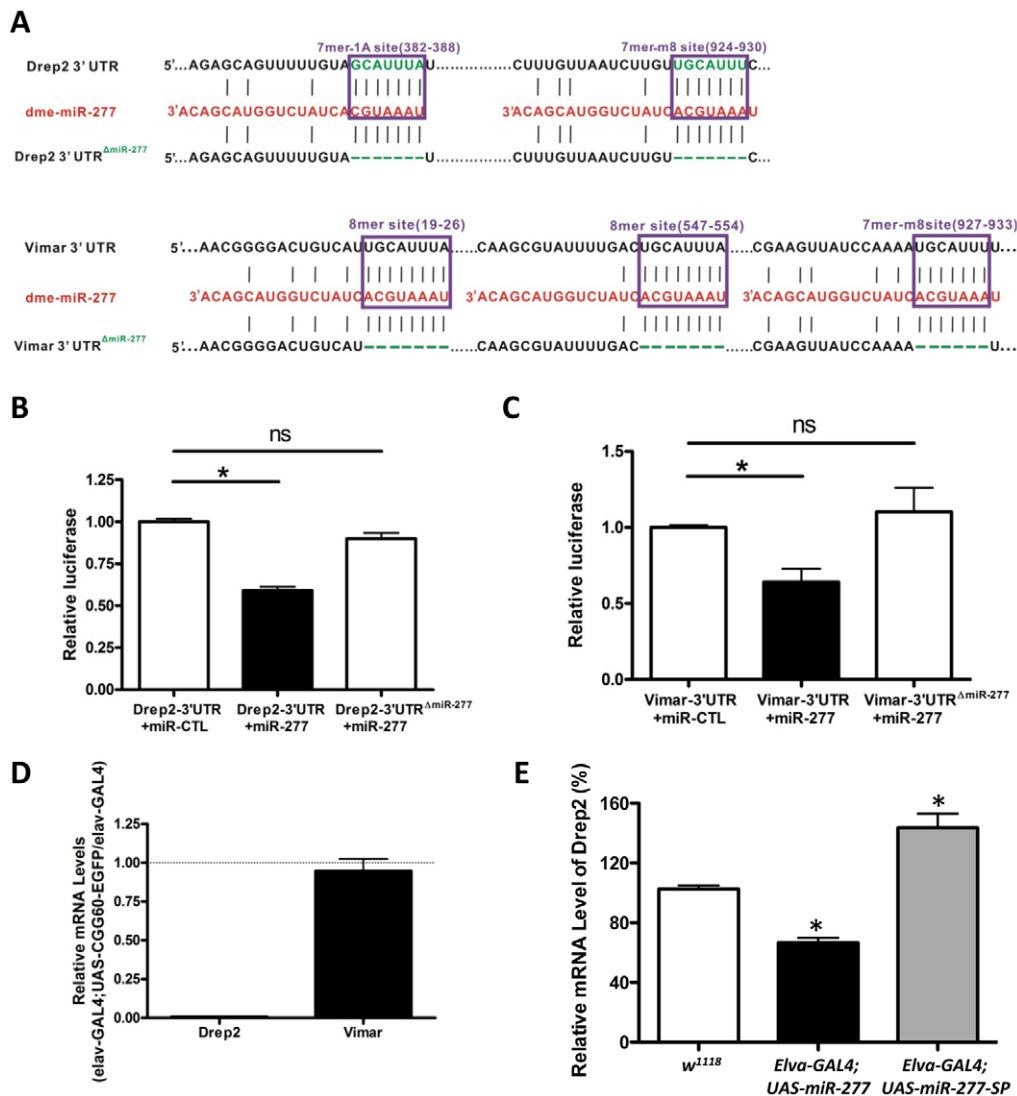 A
7mer-1A site(382-388) 7mer-m8 site(924-930)
Drep2 3' UTR 5'...AGAGCAGUUUUUGUAGCAUUUAU................CUUUGUUAAUCUUGUUGCAUUUC...
dme-miR-277 3'ACAGCAUGGUCUAUCACGUAAAU 3'ACAGCAUGGUCUAUCACGUAAAU
Drep2 3' UTRΔmiR-277 5'...AGAGCAGUUUUUGUA-------U................CUUUGUUAAUCUUGU-------C...
8mer site(19-26) 8mer site(547-554) 7mer-m8site(927-933)
Vimar 3' UTR 5'...AACGGGGACUGUCAUUGCAUUUA......CAAGCGUAUUUUGACUGCAUUUA......CGAAGUUAUCCAAAAUGCAUUUU...
dme-miR-277 3'ACAGCAUGGUCUAUCACGUAAAU 3'ACAGCAUGGUCUAUCACGUAAAU 3'ACAGCAUGGUCUAUCACGUAAAU
Vimar 3' UTRΔmiR-277 5'...AACGGGGACUGUCAU--------......CAAGCGUAUUUUGAC--------......CGAAGUUAUCCAAAA-------U...
B
ns
*
Relative luciferase
1.25
1.00
0.75
0.50
0.25
0.00
Drep2-3'UTR +miR-CTL
Drep2-3'UTR +miR-277
Drep2-3'UTRΔmiR-277 +miR-277
C
ns
*
Relative luciferase
1.5
1.0
0.5
0.0
Vimar-3'UTR +miR-CTL
Vimar-3'UTR +miR-277
Vimar-3'UTRΔmiR-277 +miR-277
D
Relative mRNA Levels
(elav-GAL4;UAS-CGG60-EGFP/elav-GAL4)
1.25
1.00
0.75
0.50
0.25
0.00
Drep2 Vimar
E
Relative mRNA Level of Drep2 (%)
160
120
80
40
0
*
*
w1118
Elva-GAL4; UAS-miR-277
Elva-GAL4; UAS-miR-277-SP